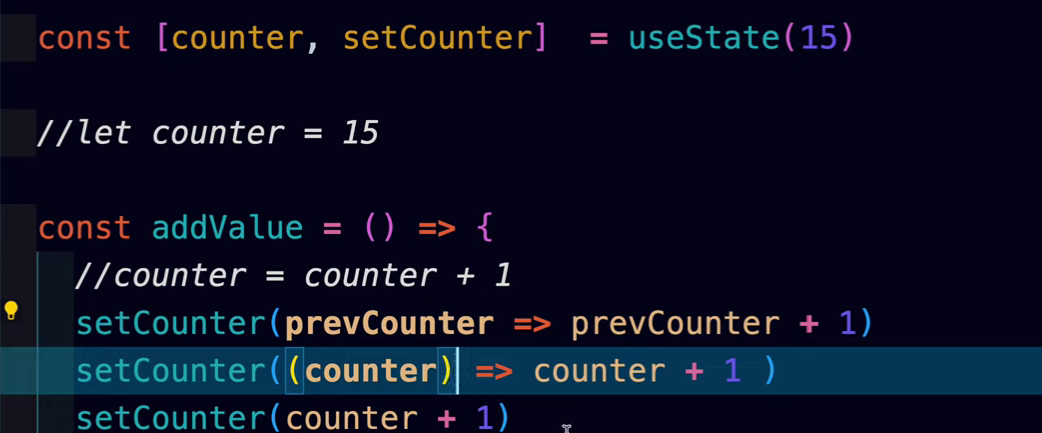 const [counter, setCounter]  = useState(15)
//let counter = 15
const addValue = () => {
//counter = counter + 1
setCounter(prevCounter => prevCounter + 1)
setCounter((counter) => counter + 1 )
setCounter(counter + 1)